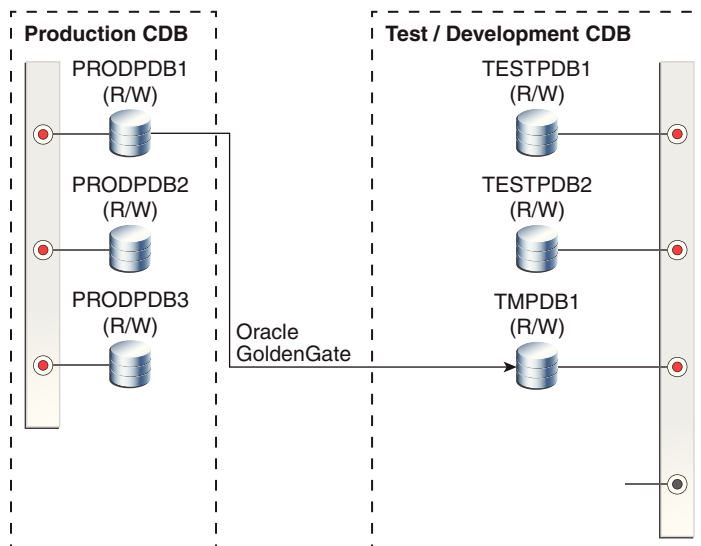 Production CDB
PRODPDB1
(R/W)
PRODPDB2
(R/W)
PRODPDB3
(R/W)
Oracle
GoldenGate
Test / Development CDB
TESTPDB1
(R/W)
TESTPDB2
(R/W)
TMPDB1
(R/W)